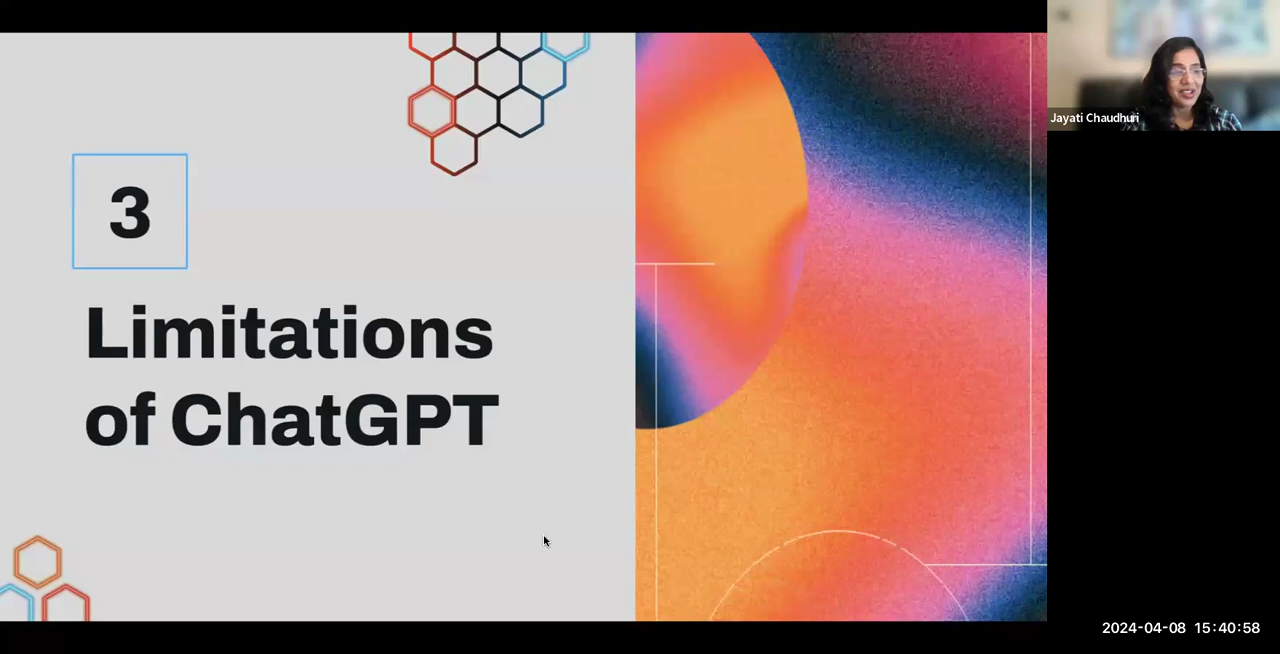 3
Limitations
of ChatGPT
Jayati Chaudhuri
2024-04-08 15:40:58